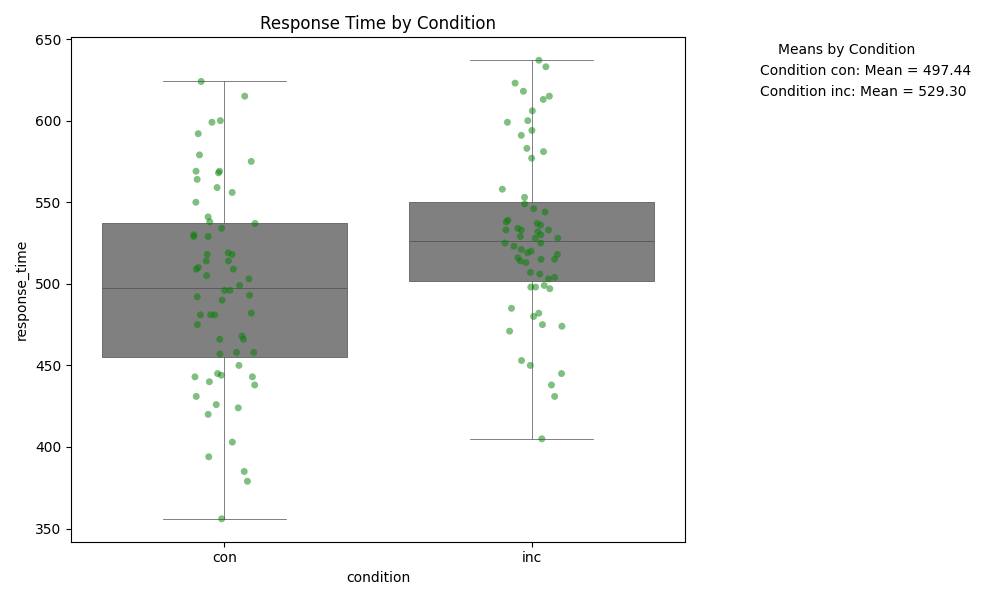 Response Time by Condition
Means by Condition
Condition con: Mean = 497.44
Condition inc: Mean = 529.30
response_time
650
600
550
500
450
400
350
con inc
condition